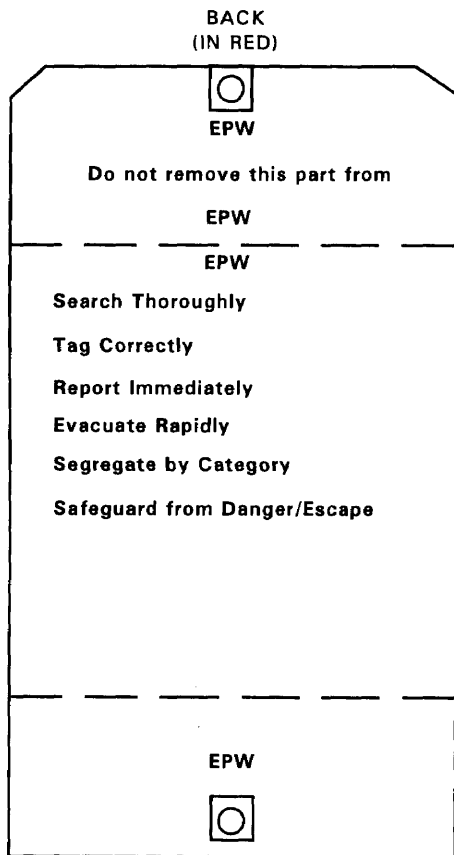 BACK
(IN RED)
EPW
Do not remove this part from
EPW
EPW
Search Thoroughly
Tag Correctly
Report Immediately
Evacuate Rapidly
Segregate by Category
Safeguard from Danger/Escape
EPW